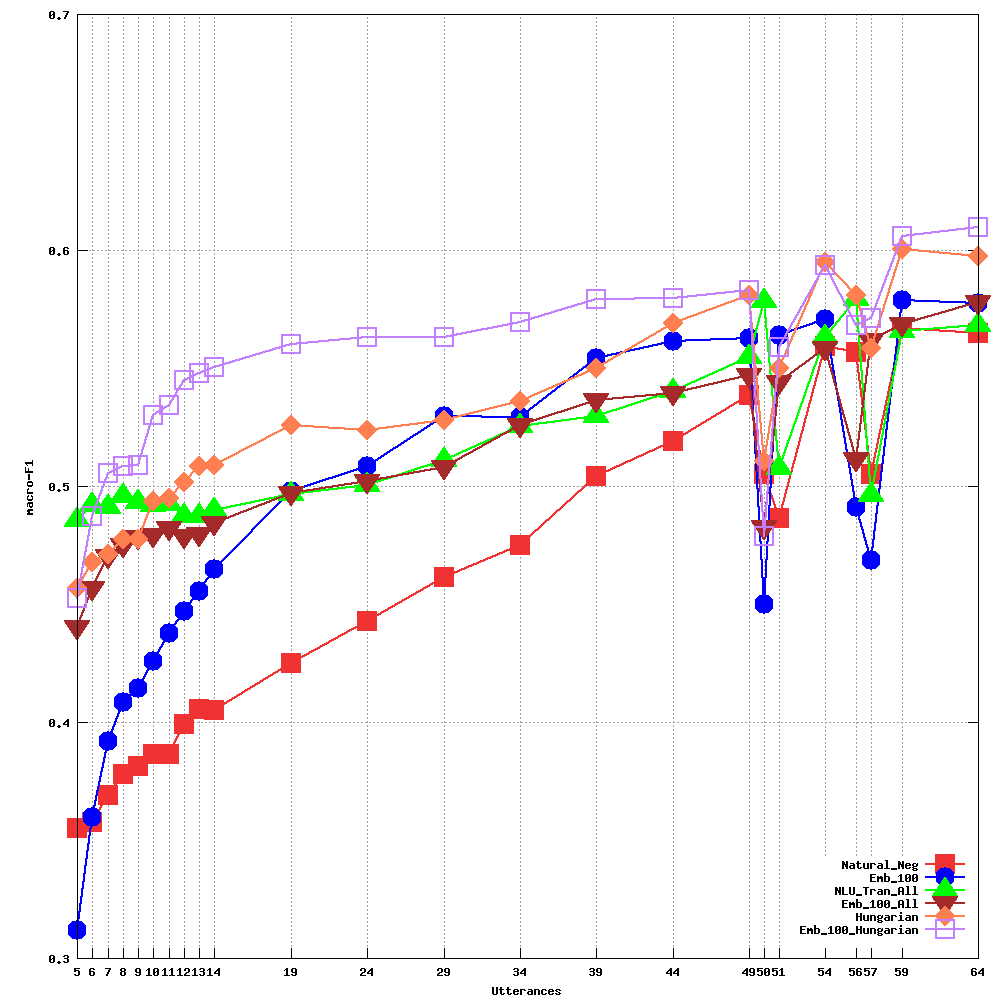 0.7
0.6
0.5
0.4
0.3
macro-F1
5 6 7 8 9 10 11 12 13 14 19 24 29 34 39 44 49 50 51 54 56 57 59 64
Utterances
Natural_Neg
Emb_100
NLU_Tran_All
Emb_100_All
Hungarian
Emb_100_Hungarian